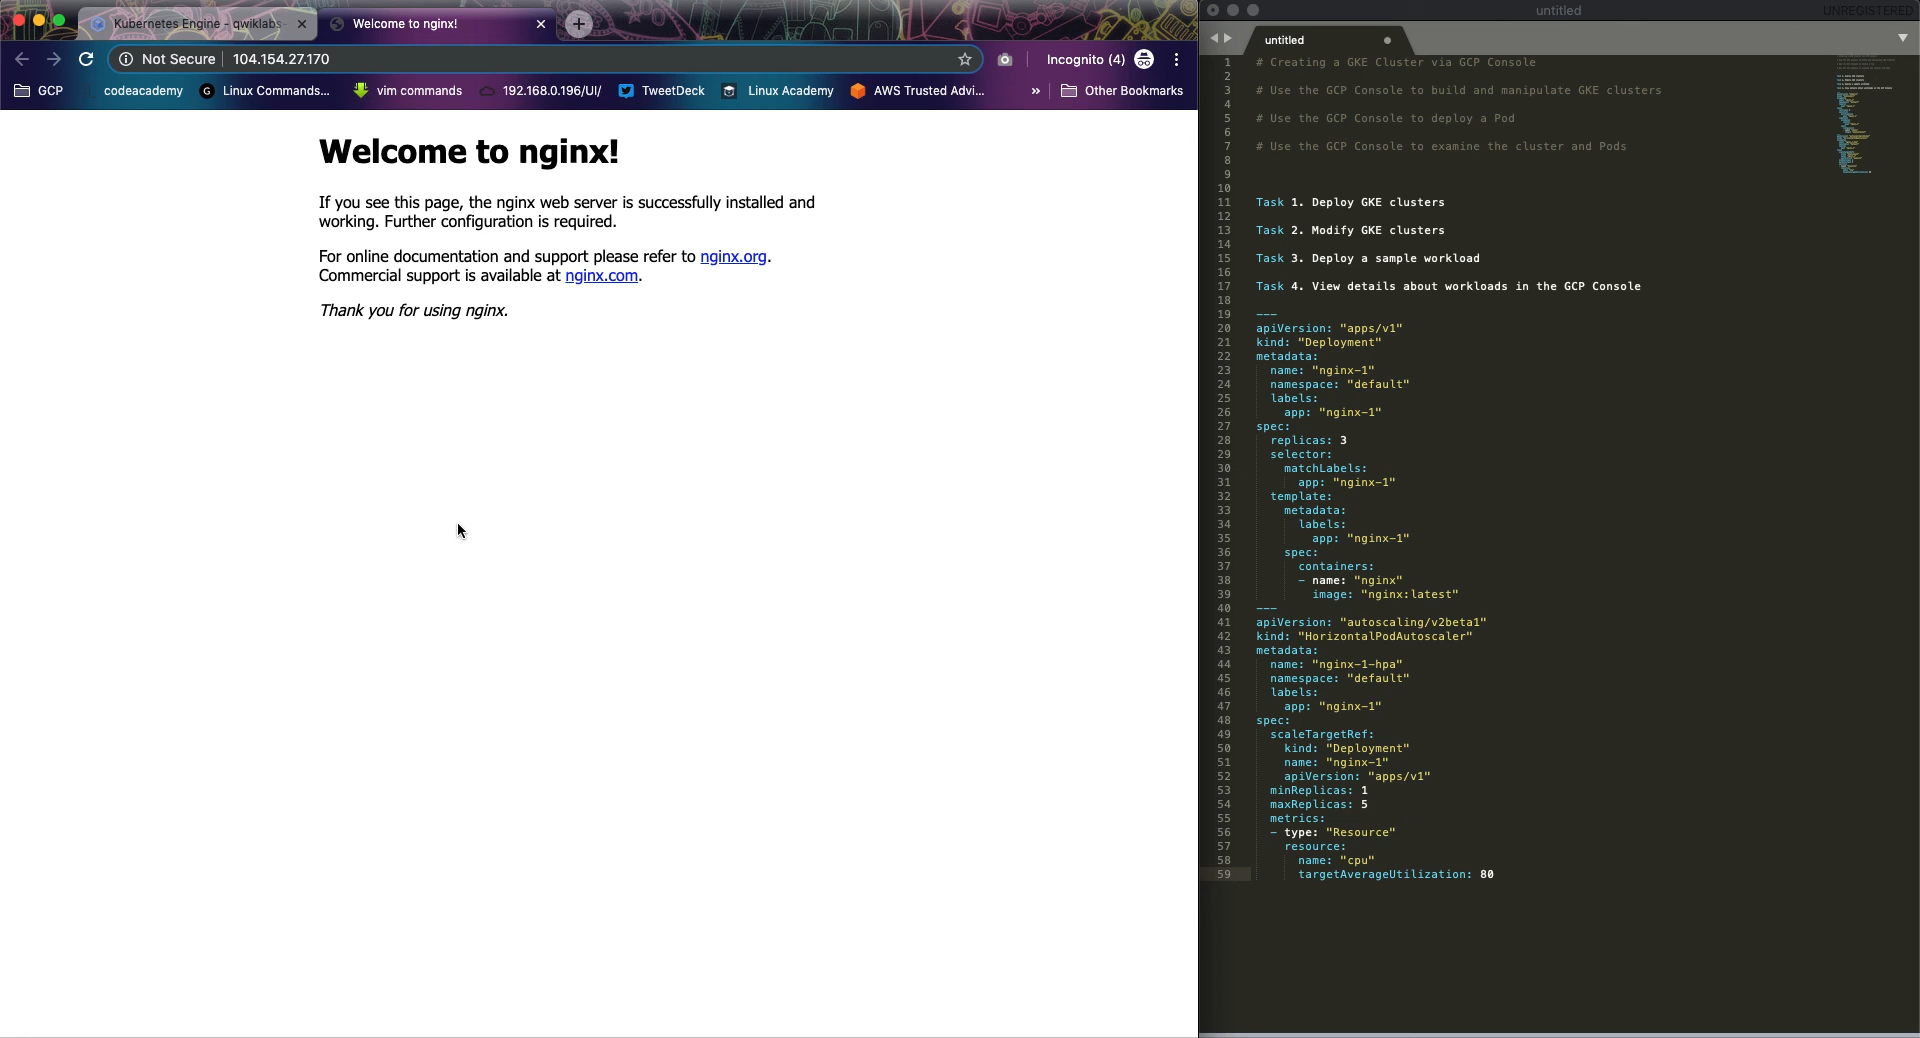 Kubernetes Engine - qwiklabs-
Welcome to nginx!
Not Secure
104.154.27.170
Incognito (4)
GCP
codeacademy
Linux Commands...
vim commands
192.168.0.196/UI/
TweetDeck
Linux Academy
AWS Trusted Advi...
»
Other Bookmarks
Welcome to nginx!
If you see this page, the nginx web server is successfully installed and
working. Further configuration is required.
For online documentation and support please refer to nginx.org.
Commercial support is available at nginx.com.
Thank you for using nginx.
untitled
UNREGISTERED
untitled
1 # Creating a GKE Cluster via GCP Console
2
3 # Use the GCP Console to build and manipulate GKE clusters
4
5 # Use the GCP Console to deploy a Pod
6
7 # Use the GCP Console to examine the cluster and Pods
8
9
10
11 Task 1. Deploy GKE clusters
12
13 Task 2. Modify GKE clusters
14
15 Task 3. Deploy a sample workload
16
17 Task 4. View details about workloads in the GCP Console
18
19 ---
20 apiVersion: "apps/v1"
21 kind: "Deployment"
22 metadata:
23   name: "nginx-1"
24   namespace: "default"
25   labels:
26     app: "nginx-1"
27 spec:
28   replicas: 3
29   selector:
30     matchLabels:
31       app: "nginx-1"
32   template:
33     metadata:
34       labels:
35         app: "nginx-1"
36     spec:
37       containers:
38       - name: "nginx"
39         image: "nginx:latest"
40 ---
41 apiVersion: "autoscaling/v2beta1"
42 kind: "HorizontalPodAutoscaler"
43 metadata:
44   name: "nginx-1-hpa"
45   namespace: "default"
46   labels:
47     app: "nginx-1"
48 spec:
49   scaleTargetRef:
50     kind: "Deployment"
51     name: "nginx-1"
52     apiVersion: "apps/v1"
53   minReplicas: 1
54   maxReplicas: 5
55   metrics:
56   - type: "Resource"
57     resource:
58       name: "cpu"
59       targetAverageUtilization: 80